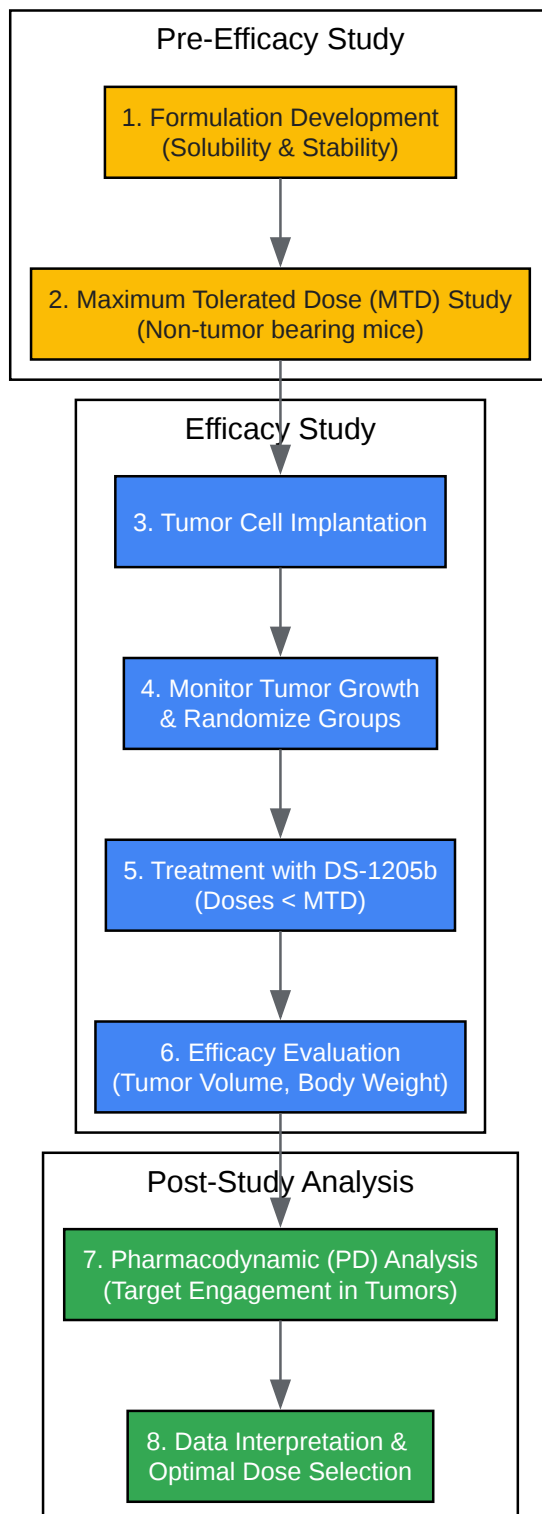 Pre-Efficacy Study
1. Formulation Development
(Solubility & Stability)
2. Maximum Tolerated Dose (MTD) Study
(Non-tumor bearing mice)
Efficacy Study
3. Tumor Cell Implantation
4. Monitor Tumor Growth
& Randomize Groups
5. Treatment with DS-1205b
(Doses < MTD)
6. Efficacy Evaluation
(Tumor Volume, Body Weight)
Post-Study Analysis
7. Pharmacodynamic (PD) Analysis
(Target Engagement in Tumors)
8. Data Interpretation &
Optimal Dose Selection